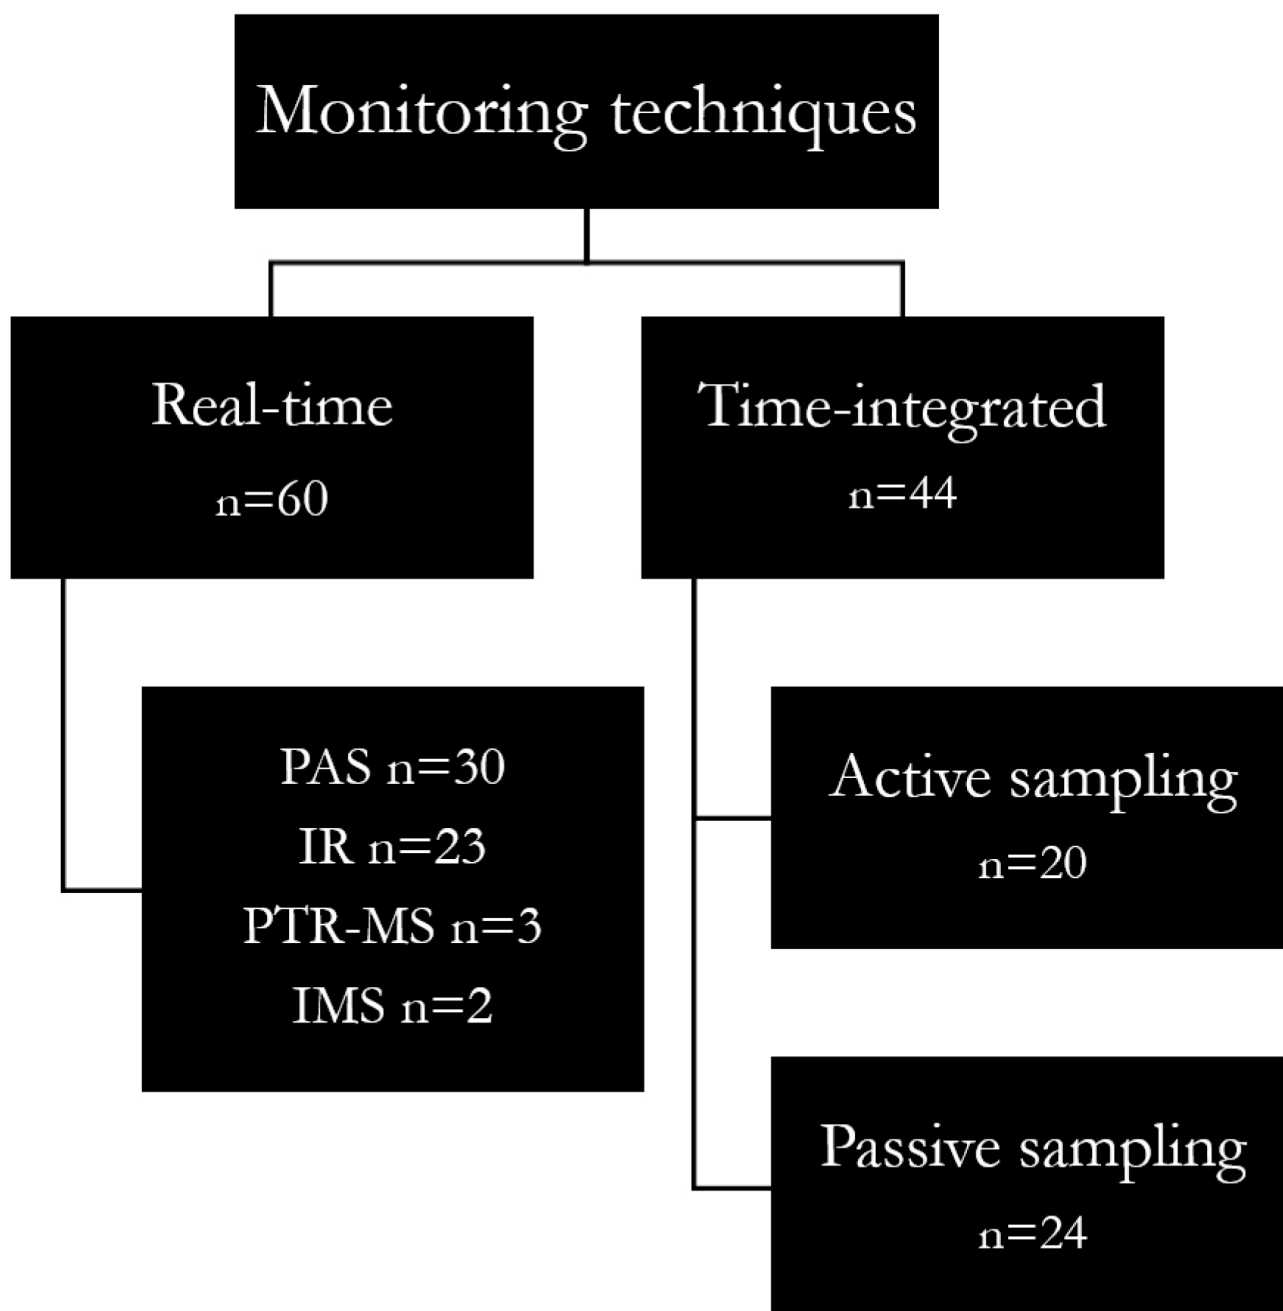 Monitoring techniques
Real-time
n=60
Time-integrated
n=44
PAS n=30
IR n=23
PTR-MS n=3
IMS n=2
Active sampling
n=20
Passive sampling
n=24